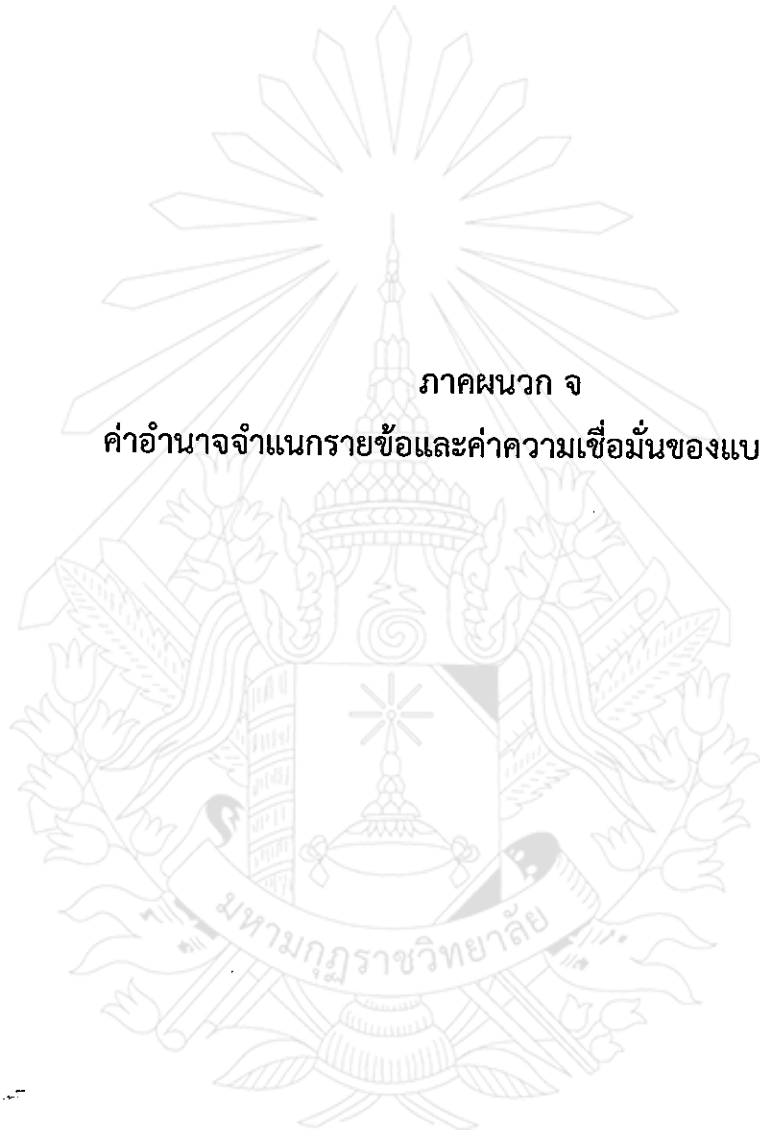 ภาคผนวก จ
ค่าอำนาจจำแนกรายข้อและค่าความเชื่อมั่นของแบ
มหามกุฏราชวิทยาลัย